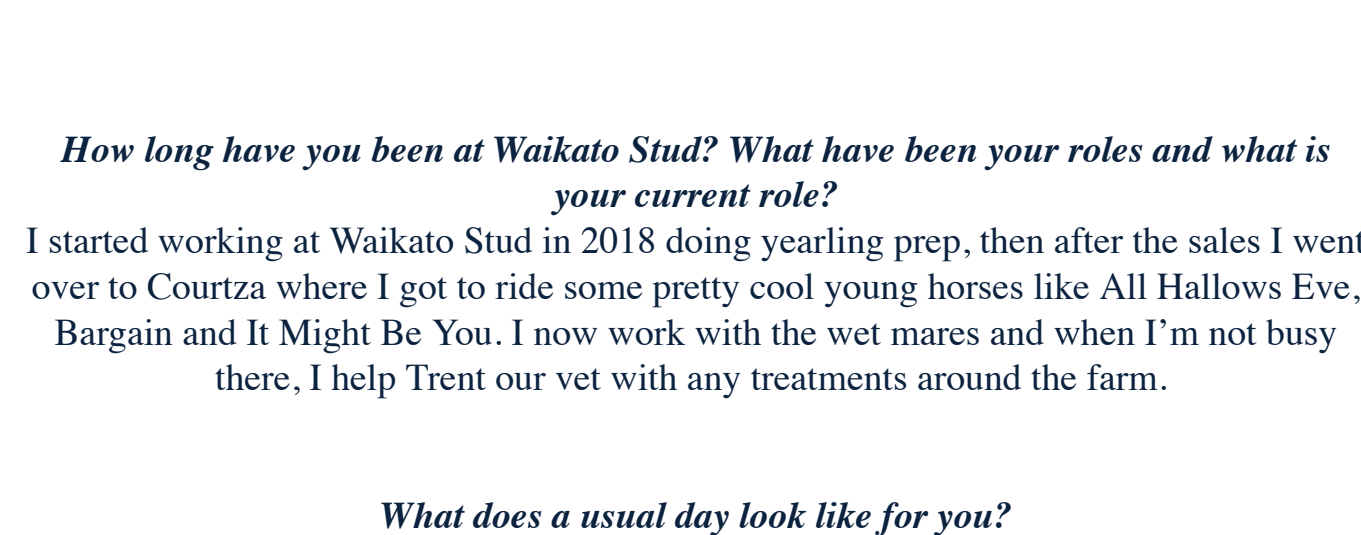 How long have you been at Waikato Stud? What have been your roles and what is
your current role?
I started working at Waikato Stud in 2018 doing yearling prep, then after the sales I went
over to Courtza where I got to ride some pretty cool young horses like All Hallows Eve,
Bargain and It Might Be You. I now work with the wet mares and when I’m not busy
there, I help Trent our vet with any treatments around the farm.
What does a usual day look like for you?